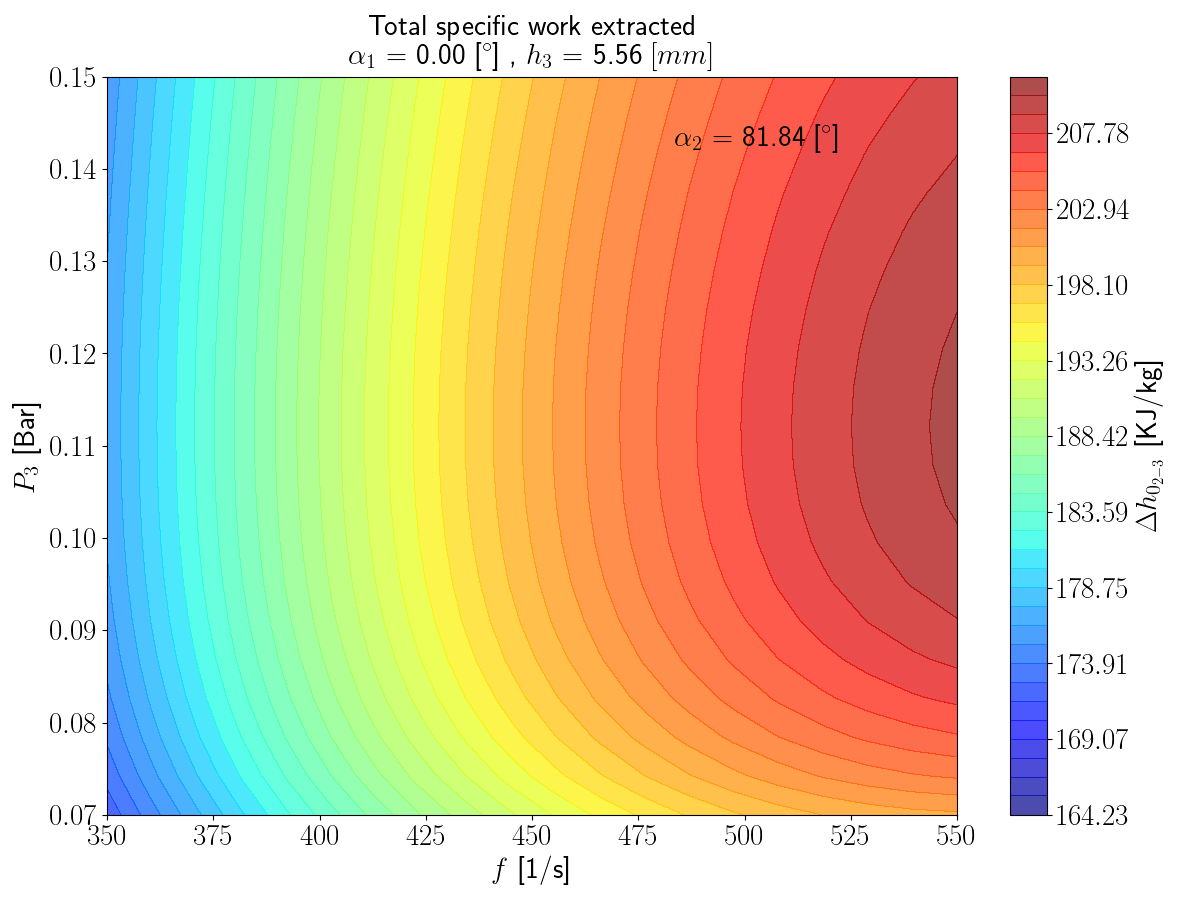 Total specific work extracted
α₁ = 0.00 [°] , h₃ = 5.56 [mm]
α₂ = 81.84 [°]
0.15
0.14
0.13
0.12
0.11
0.10
0.09
0.08
0.07
P₃ [Bar]
350 375 400 425 450 475 500 525 550
f [1/s]
207.78
202.94
198.10
193.26
188.42
183.59
178.75
173.91
169.07
164.23
Δh₀₂₋₃ [KJ/kg]